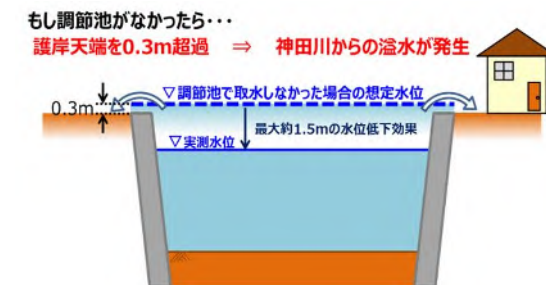 もし調節池がなかったら・・・
護岸天端を0.3m超過 ⇒ 神田川からの溢水が発生
▽調節池で取水しなかった場合の想定水位
0.3m
最大約1.5mの水位低下効果
▽実測水位